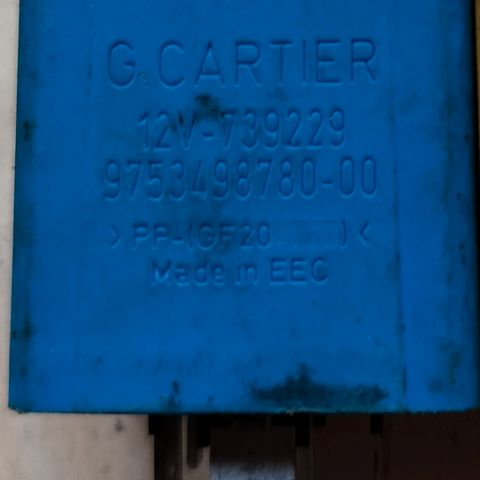 G.CARTIER
12V-739229
9753498780-00
>PP-(GF20 )<
Made in EEC